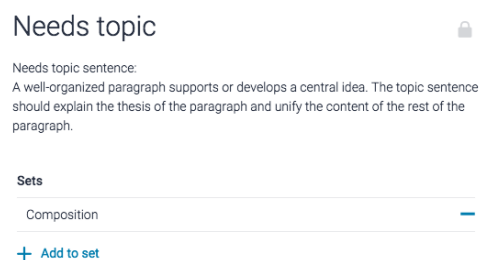 Needs topic
Needs topic sentence:
A well-organized paragraph supports or develops a central idea. The topic sentence
should explain the thesis of the paragraph and unify the content of the rest of the
paragraph.
Sets
Composition
Add to set